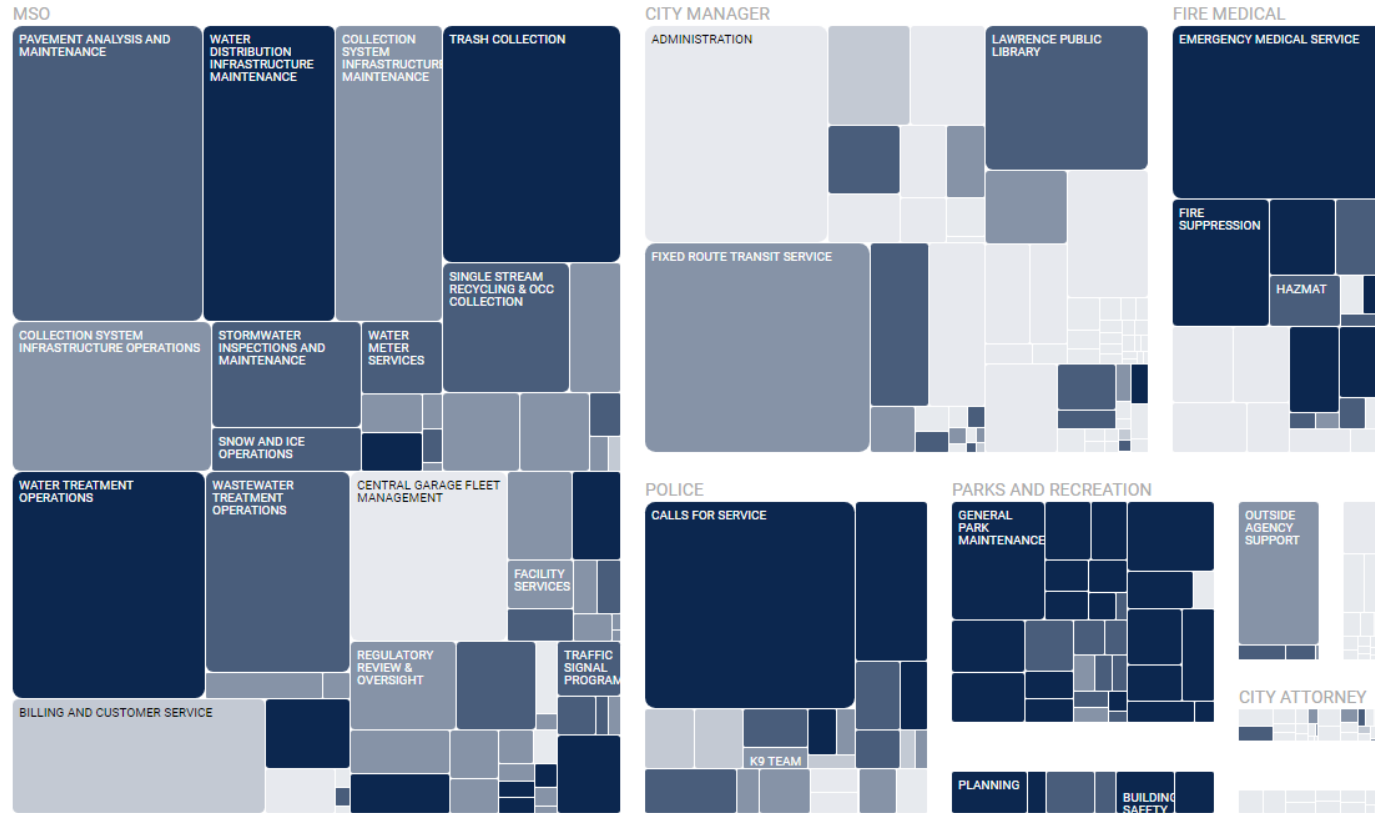 MSO
PAVEMENT ANALYSIS AND
MAINTENANCE
WATER
DISTRIBUTION
INFRASTRUCTURE
MAINTENANCE
COLLECTION
SYSTEM
INFRASTRUCTURE
MAINTENANCE
TRASH COLLECTION
SINGLE STREAM
RECYCLING & OCC
COLLECTION
COLLECTION SYSTEM
INFRASTRUCTURE OPERATIONS
STORMWATER
INSPECTIONS AND
MAINTENANCE
WATER
METER
SERVICES
SNOW AND ICE
OPERATIONS
WATER TREATMENT
OPERATIONS
WASTEWATER
TREATMENT
OPERATIONS
CENTRAL GARAGE FLEET
MANAGEMENT
FACILITY
SERVICES
REGULATORY
REVIEW &
OVERSIGHT
TRAFFIC
SIGNAL
PROGRAM
BILLING AND CUSTOMER SERVICE
CITY MANAGER
ADMINISTRATION
LAWRENCE PUBLIC
LIBRARY
FIXED ROUTE TRANSIT SERVICE
FIRE MEDICAL
EMERGENCY MEDICAL SERVICE
FIRE
SUPPRESSION
HAZMAT
POLICE
CALLS FOR SERVICE
K9 TEAM
PARKS AND RECREATION
GENERAL
PARK
MAINTENANCE
OUTSIDE
AGENCY
SUPPORT
CITY ATTORNEY
PLANNING
BUILDING
SAFETY